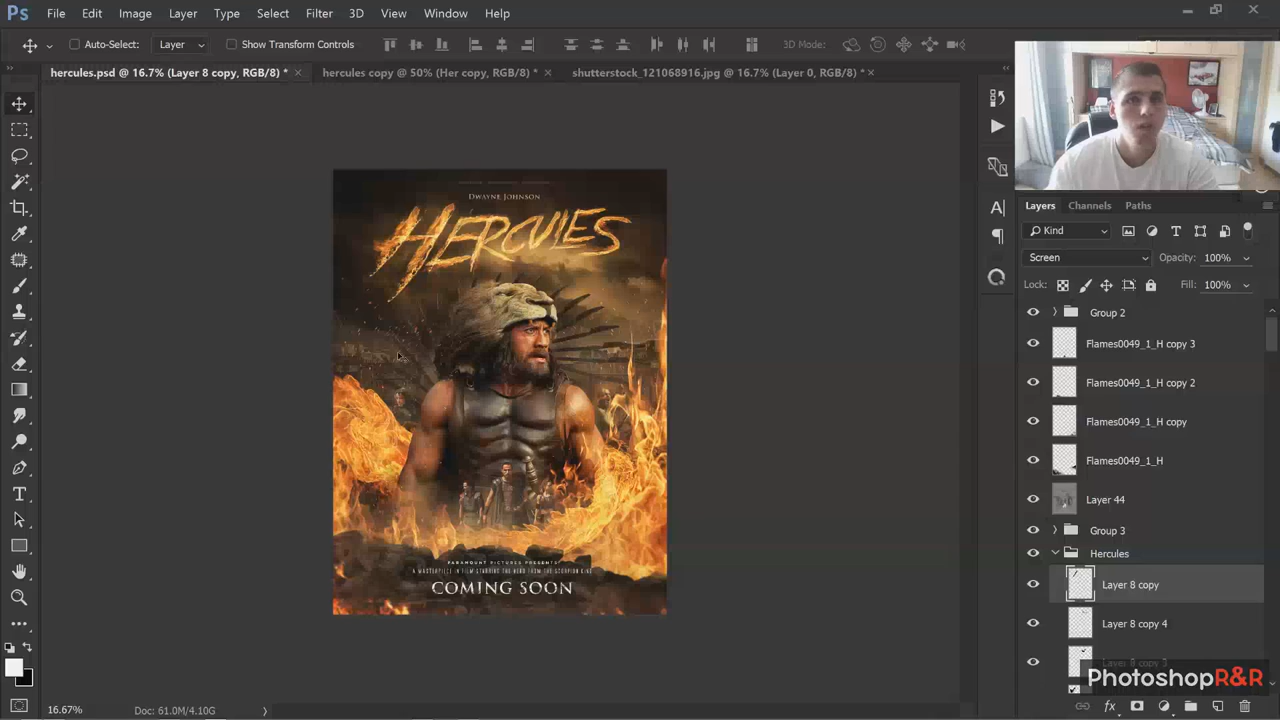 Ps File Edit Image Layer Type Select Filter 3D View Window Help
Auto-Select: Layer Show Transform Controls 3D Mode:
hercules.psd @ 16.7% (Layer 8 copy, RGB/8) * × hercules copy @ 50% (Her copy, RGB/8) * × shutterstock_121068916.jpg @ 16.7% (Layer 0, RGB/8) * ×
DWAYNE JOHNSON
HERCULES
PARAMOUNT PICTURES PRESENTS
A MASTERPIECE IN FILM STARRING THE HERO FROM THE SCORPION KING
COMING SOON
Layers Channels Paths
Kind
Screen Opacity: 100%
Lock: Fill: 100%
Group 2
Flames0049_1_H copy 3
Flames0049_1_H copy 2
Flames0049_1_H copy
Flames0049_1_H
Layer 44
Group 3
Hercules
Layer 8 copy
Layer 8 copy 4
Layer 8 copy 3
PhotoshopR&R
fx
16.67% Doc: 61.0M/4.10G